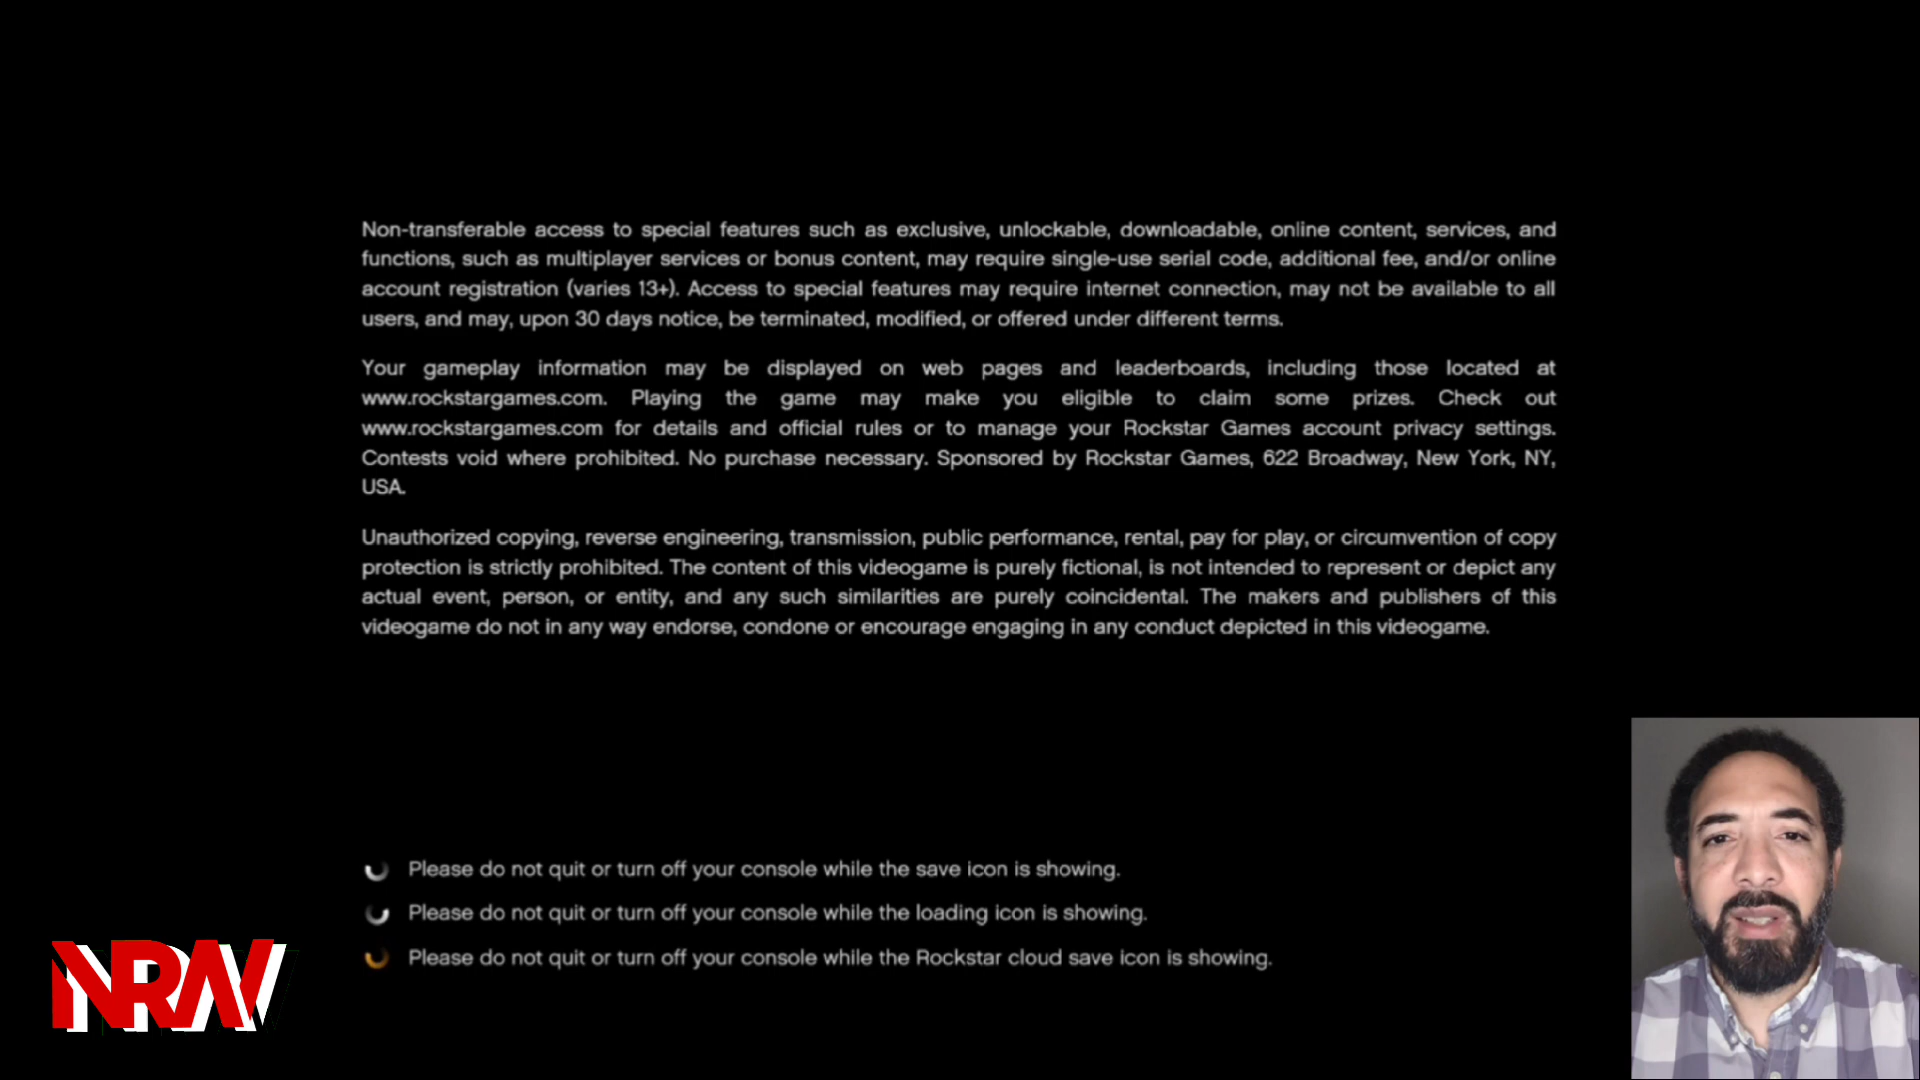 Non-transferable access to special features such as exclusive, unlockable, downloadable, online content, services, and
functions, such as multiplayer services or bonus content, may require single-use serial code, additional fee, and/or online
account registration (varies 13+). Access to special features may require internet connection, may not be available to all
users, and may, upon 30 days notice, be terminated, modified, or offered under different terms.
Your gameplay information may be displayed on web pages and leaderboards, including those located at
www.rockstargames.com. Playing the game may make you eligible to claim some prizes. Check out
www.rockstargames.com for details and official rules or to manage your Rockstar Games account privacy settings.
Contests void where prohibited. No purchase necessary. Sponsored by Rockstar Games, 622 Broadway, New York, NY,
USA.
Unauthorized copying, reverse engineering, transmission, public performance, rental, pay for play, or circumvention of copy
protection is strictly prohibited. The content of this videogame is purely fictional, is not intended to represent or depict any
actual event, person, or entity, and any such similarities are purely coincidental. The makers and publishers of this
videogame do not in any way endorse, condone or encourage engaging in any conduct depicted in this videogame.
Please do not quit or turn off your console while the save icon is showing.
Please do not quit or turn off your console while the loading icon is showing.
Please do not quit or turn off your console while the Rockstar cloud save icon is showing.
NRW